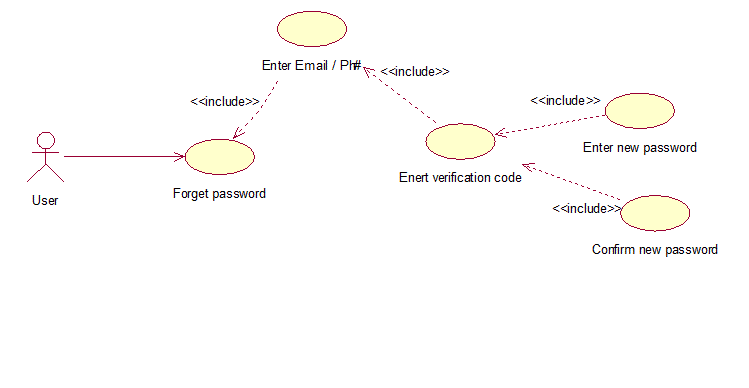 Enter Email / Ph#
<<include>>
<<include>>
<<include>>
Enter new password
Enert verification code
Forget password
User
<<include>>
Confirm new password